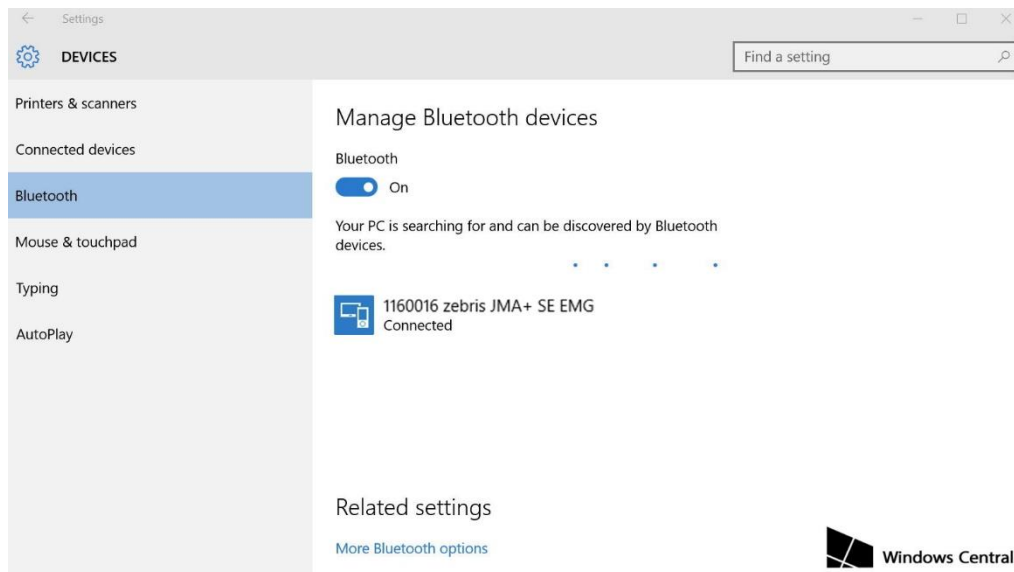 Settings
DEVICES
Find a setting
Printers & scanners
Connected devices
Bluetooth
Mouse & touchpad
Typing
AutoPlay
Manage Bluetooth devices
Bluetooth
On
Your PC is searching for and can be discovered by Bluetooth
devices.
1160016 zebris JMA+ SE EMG
Connected
Related settings
More Bluetooth options
Windows Central